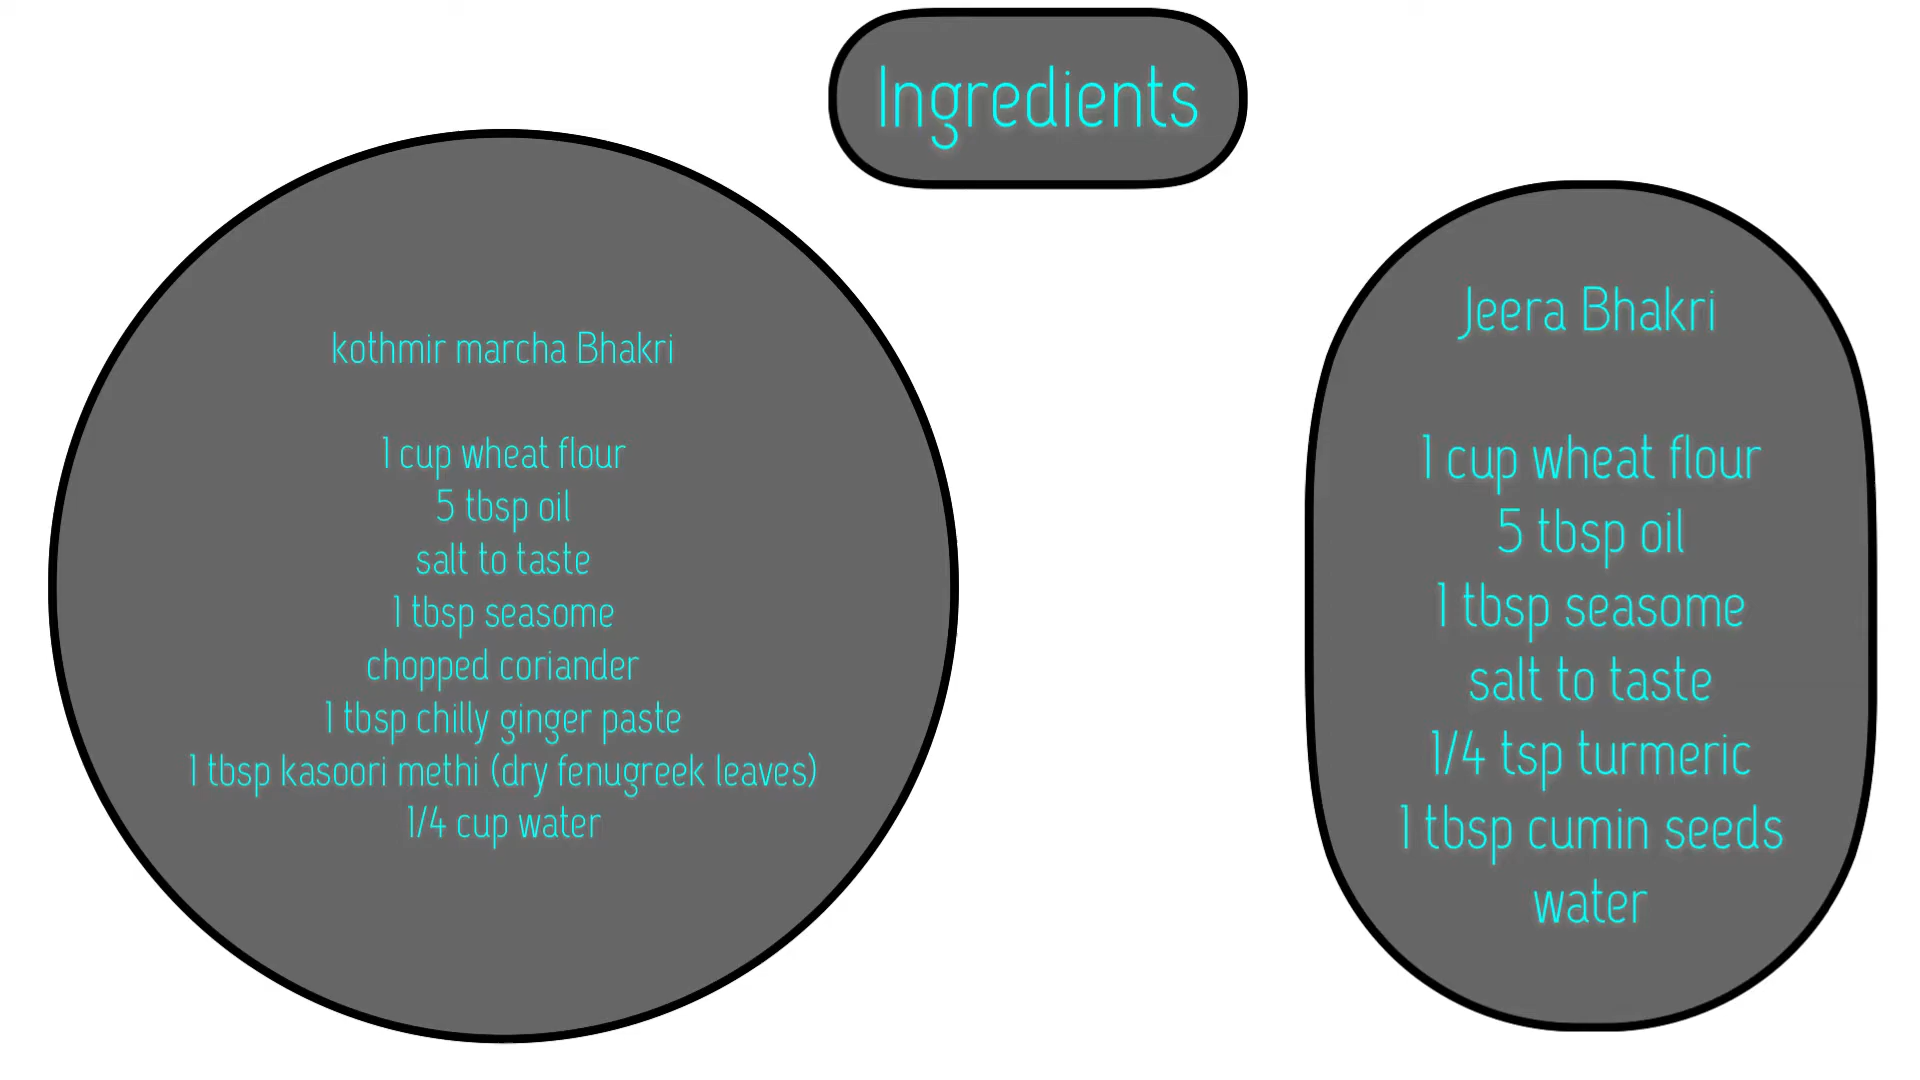 Ingredients
kothmir marcha Bhakri
1 cup wheat flour
5 tbsp oil
salt to taste
1 tbsp seasome
chopped coriander
1 tbsp chilly ginger paste
1 tbsp kasoori methi (dry fenugreek leaves)
1/4 cup water
Jeera Bhakri
1 cup wheat flour
5 tbsp oil
1 tbsp seasome
salt to taste
1/4 tsp turmeric
1 tbsp cumin seeds
water